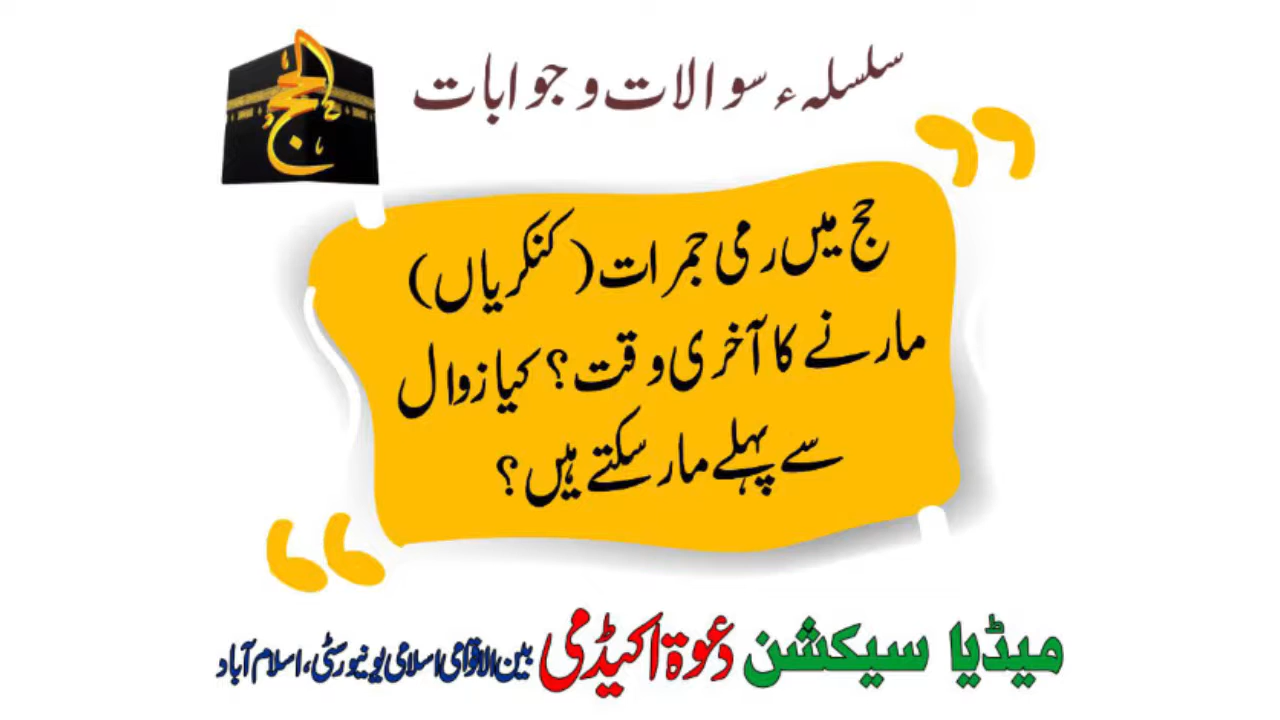 سلسلہء سوالات و جوابات
الحج
حج میں رمی جمرات (کنکریاں)
مارنے کا آخری وقت؟ کیا زوال
سے پہلے مار سکتے ہیں؟
میڈیا سیکشن دعوۃ اکیڈمی بین الاقوامی اسلامی یونیورسٹی، اسلام آباد